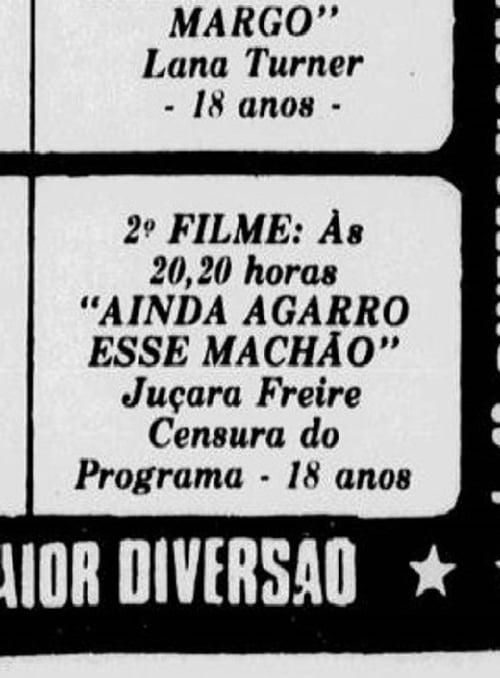 MARGO"
Lana Turner
- 18 anos -
2º FILME: Às
20,20 horas
"AINDA AGARRO
ESSE MACHÃO"
Juçara Freire
Censura do
Programa - 18 anos
AIOR DIVERSAO